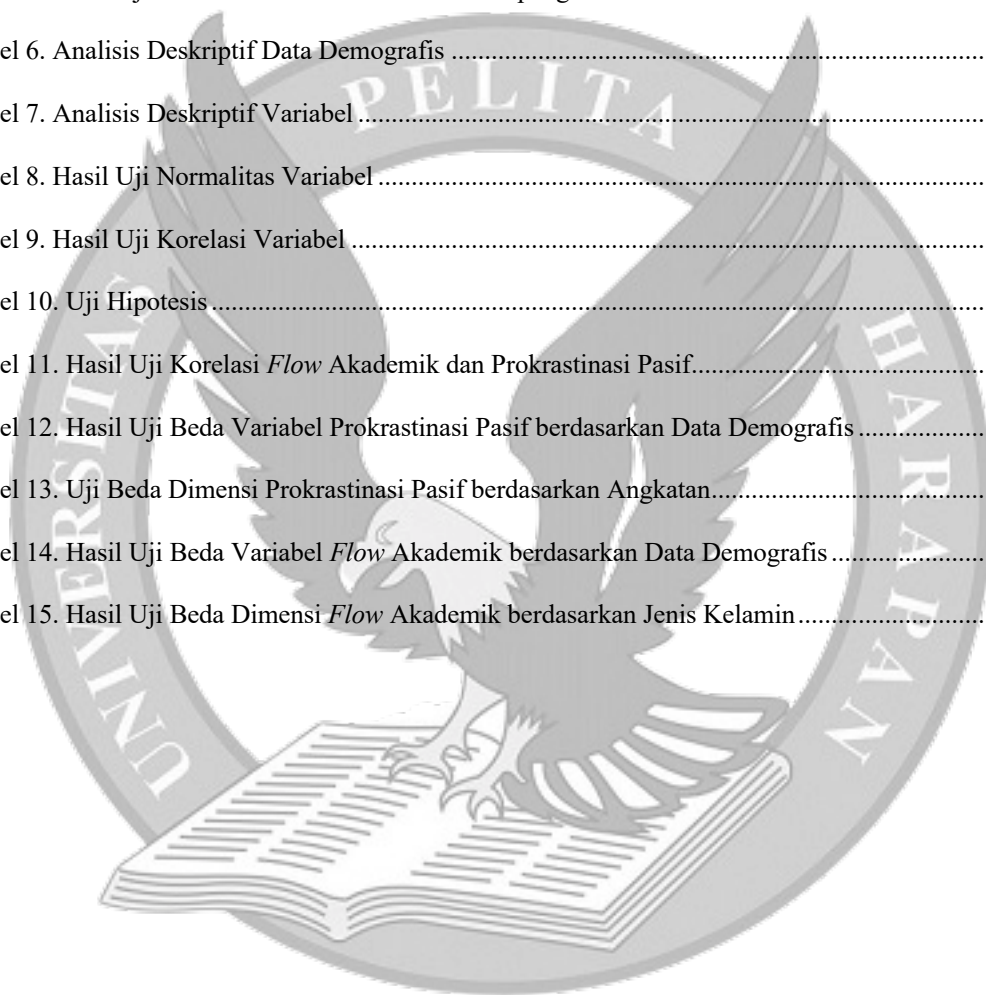 el 6. Analisis Deskriptif Data Demografis ..........
el 7. Analisis Deskriptif Variabel ..........
el 8. Hasil Uji Normalitas Variabel ..........
el 9. Hasil Uji Korelasi Variabel ..........
el 10. Uji Hipotesis ..........
el 11. Hasil Uji Korelasi Flow Akademik dan Prokrastinasi Pasif ..........
el 12. Hasil Uji Beda Variabel Prokrastinasi Pasif berdasarkan Data Demografis ..........
el 13. Uji Beda Dimensi Prokrastinasi Pasif berdasarkan Angkatan ..........
el 14. Hasil Uji Beda Variabel Flow Akademik berdasarkan Data Demografis ..........
el 15. Hasil Uji Beda Dimensi Flow Akademik berdasarkan Jenis Kelamin ..........
UNIVERSITAS PELITA HARAPAN